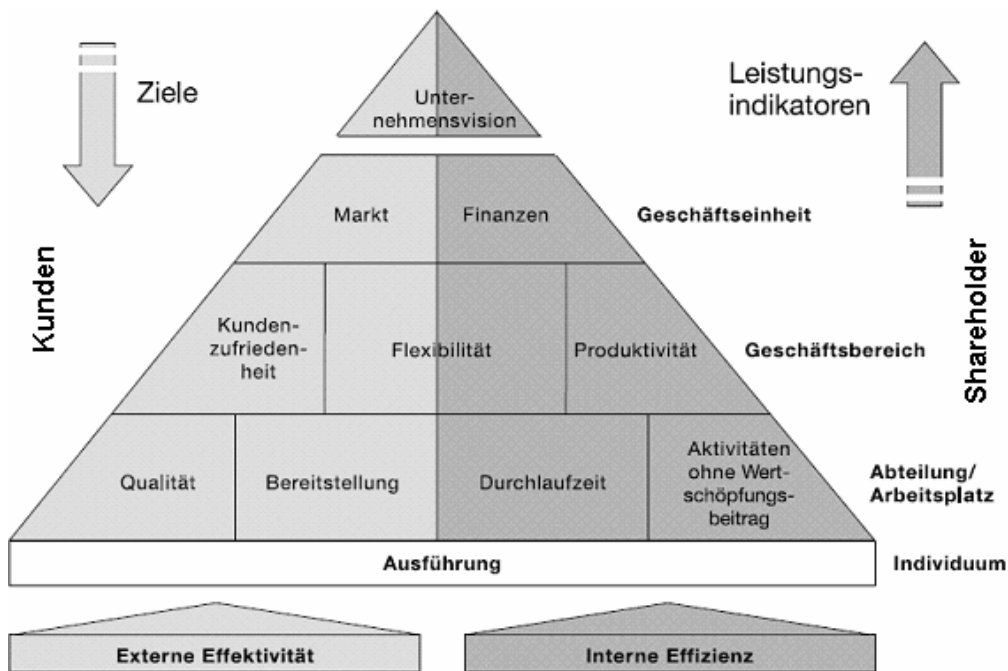 Ziele
Leistungs-
indikatoren
Unter-
nehmensvision
Kunden
Shareholder
Markt
Finanzen
Geschäftseinheit
Kunden-
zufrieden-
heit
Flexibilität
Produktivität
Geschäftsbereich
Qualität
Bereitstellung
Durchlaufzeit
Aktivitäten
ohne Wert-
schöpfungs-
beitrag
Abteilung/
Arbeitsplatz
Ausführung
Individuum
Externe Effektivität
Interne Effizienz